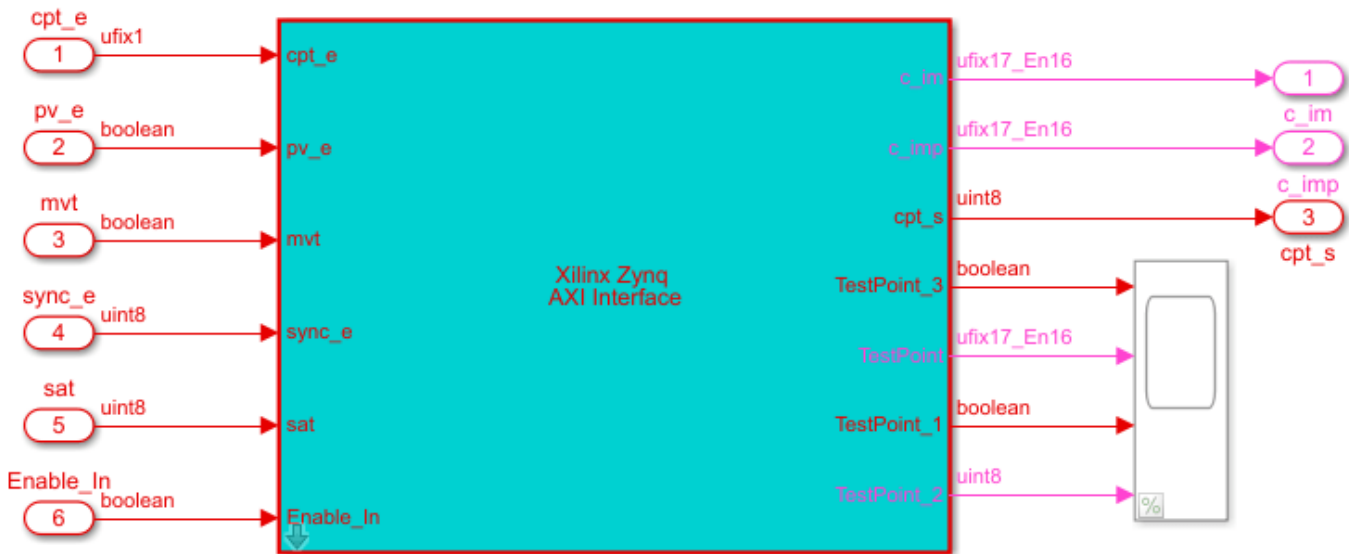 cpt_e
1
ufix1
cpt_e
pv_e
2
boolean
pv_e
mvt
3
boolean
mvt
sync_e
4
uint8
sync_e
sat
5
uint8
sat
Enable_In
6
boolean
Enable_In
Xilinx Zynq
AXI Interface
c_im
ufix17_En16
1
c_im
c_imp
ufix17_En16
2
c_imp
cpt_s
uint8
3
cpt_s
TestPoint_3
boolean
TestPoint
ufix17_En16
TestPoint_1
boolean
TestPoint_2
uint8
%